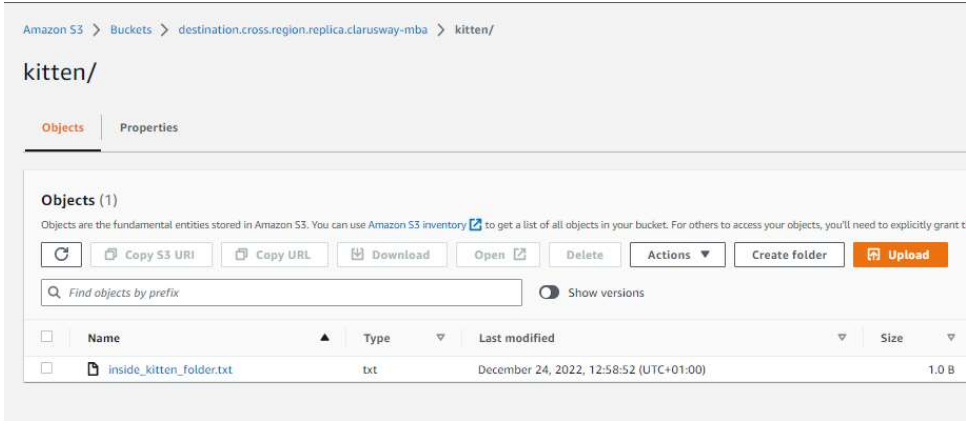 Amazon S3 > Buckets > destination.cross.region.replica.clarusway-mba > kitten/
kitten/
Objects Properties
Objects (1)
Objects are the fundamental entities stored in Amazon S3. You can use Amazon S3 inventory to get a list of all objects in your bucket. For others to access your objects, you'll need to explicitly grant t
Copy S3 URI Copy URL Download Open Delete Actions Create folder Upload
Find objects by prefix Show versions
Name Type Last modified Size
inside_kitten_folder.txt txt December 24, 2022, 12:58:52 (UTC+01:00) 1.0 B